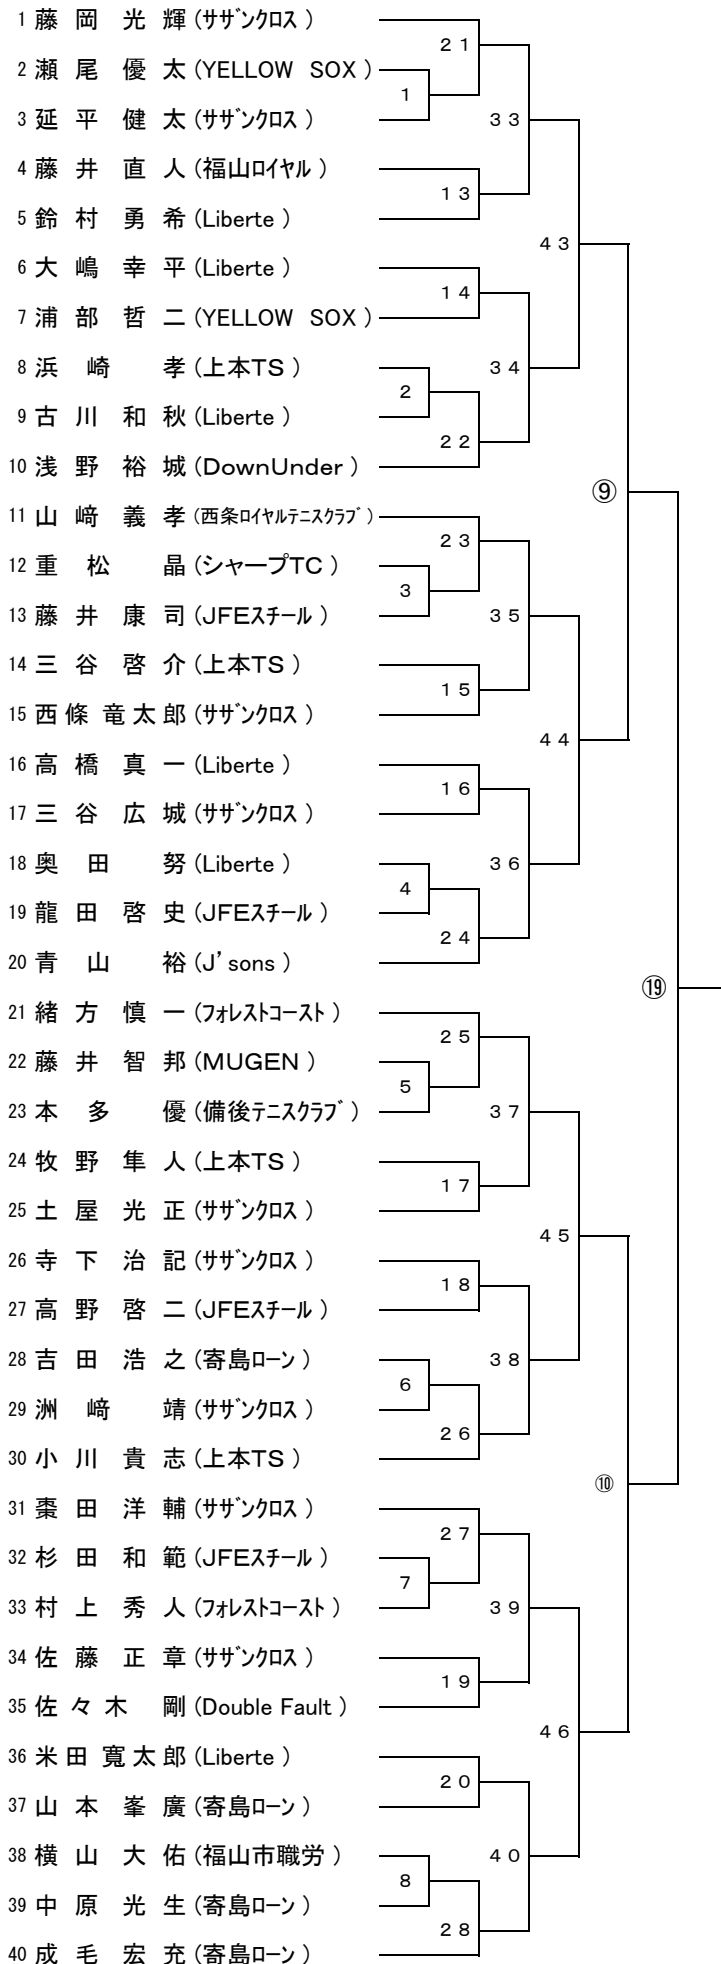 1 藤 岡 光 輝 (サザンクロス )
21
2 瀬 尾 優 太 (YELLOW SOX )
1
3 延 平 健 太 (サザンクロス )
33
4 藤 井 直 人 (福山ロイヤル )
13
5 鈴 村 勇 希 (Liberte )
43
6 大 嶋 幸 平 (Liberte )
14
7 浦 部 哲 二 (YELLOW SOX )
8 浜 崎 孝 (上本TS )
34
2
9 古 川 和 秋 (Liberte )
22
10 浅 野 裕 城 (DownUnder )
⑨
11 山 﨑 義 孝 (西条ロイヤルテニスクラブ )
23
12 重 松 晶 (シャープTC )
3
13 藤 井 康 司 (JFEスチール )
35
14 三 谷 啓 介 (上本TS )
15
15 西 條 竜 太 郎 (サザンクロス )
44
16 高 橋 真 一 (Liberte )
16
17 三 谷 広 城 (サザンクロス )
18 奥 田 努 (Liberte )
36
4
19 龍 田 啓 史 (JFEスチール )
24
20 青 山 裕 (J’sons )
⑲
21 緒 方 慎 一 (フォレストコースト )
25
22 藤 井 智 邦 (MUGEN )
5
23 本 多 優 (備後テニスクラブ )
37
24 牧 野 隼 人 (上本TS )
17
25 土 屋 光 正 (サザンクロス )
45
26 寺 下 治 記 (サザンクロス )
18
27 高 野 啓 二 (JFEスチール )
28 吉 田 浩 之 (寄島ローン )
38
6
29 洲 﨑 靖 (サザンクロス )
26
30 小 川 貴 志 (上本TS )
⑩
31 棗 田 洋 輔 (サザンクロス )
27
32 杉 田 和 範 (JFEスチール )
7
33 村 上 秀 人 (フォレストコースト )
39
34 佐 藤 正 章 (サザンクロス )
19
35 佐 々 木 剛 (Double Fault )
46
36 米 田 寛 太 郎 (Liberte )
20
37 山 本 峯 廣 (寄島ローン )
38 横 山 大 佑 (福山市職労 )
40
8
39 中 原 光 生 (寄島ローン )
28
40 成 毛 宏 充 (寄島ローン )